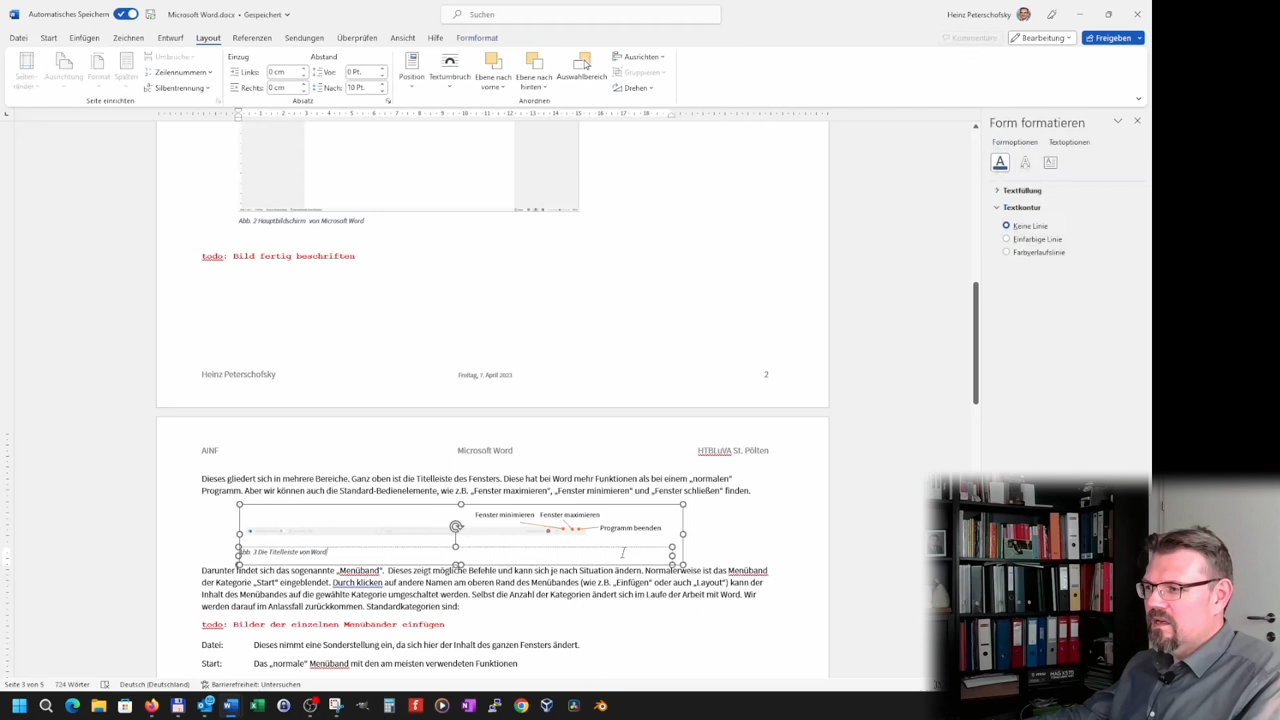 Automatisches Speichern Microsoft Word.docx • Gespeichert Suchen Heinz Peterschofsky
Datei Start Einfügen Zeichnen Entwurf Layout Referenzen Sendungen Überprüfen Ansicht Hilfe Formformat Kommentare Bearbeitung Freigeben
Seiten-ränder Ausrichtung Format Spalten Umbrüche Zeilennummern Silbentrennung
Einzug Abstand
Links: 0 cm Vor: 0 Pt.
Rechts: 0 cm Nach: 10 Pt.
Position Textumbruch Ebene nach vorne Ebene nach hinten Auswahlbereich Ausrichten Gruppieren Drehen
Seite einrichten Absatz Anordnen
Form formatieren
Formoptionen Textoptionen
Textfüllung
Textkontur
Keine Linie
Einfarbige Linie
Farbverlaufslinie
Abb. 2 Hauptbildschirm von Microsoft Word
todo: Bild fertig beschriften
Heinz Peterschofsky Freitag, 7. April 2023 2
AINF Microsoft Word HTBLuVA St. Pölten
Dieses gliedert sich in mehrere Bereiche. Ganz oben ist die Titelleiste des Fensters. Diese hat bei Word mehr Funktionen als bei einem „normalen"
Programm. Aber wir können auch die Standard-Bedienelemente, wie z.B. „Fenster maximieren", „Fenster minimieren" und „Fenster schließen" finden.
Fenster minimieren Fenster maximieren
Programm beenden
Abb. 3 Die Titelleiste von Word
Darunter findet sich das sogenannte „Menüband". Dieses zeigt mögliche Befehle und kann sich je nach Situation ändern. Normalerweise ist das Menüband
der Kategorie „Start" eingeblendet. Durch klicken auf andere Namen am oberen Rand des Menübandes (wie z.B. „Einfügen" oder auch „Layout") kann der
Inhalt des Menübandes auf die gewählte Kategorie umgeschaltet werden. Selbst die Anzahl der Kategorien ändert sich im Laufe der Arbeit mit Word. Wir
werden darauf im Anlassfall zurückkommen. Standardkategorien sind:
todo: Bilder der einzelnen Menübänder einfügen
Datei: Dieses nimmt eine Sonderstellung ein, da sich hier der Inhalt des ganzen Fensters ändert.
Start: Das „normale" Menüband mit den am meisten verwendeten Funktionen
Seite 3 von 5 724 Wörter Deutsch (Deutschland) Barrierefreiheit: Untersuchen